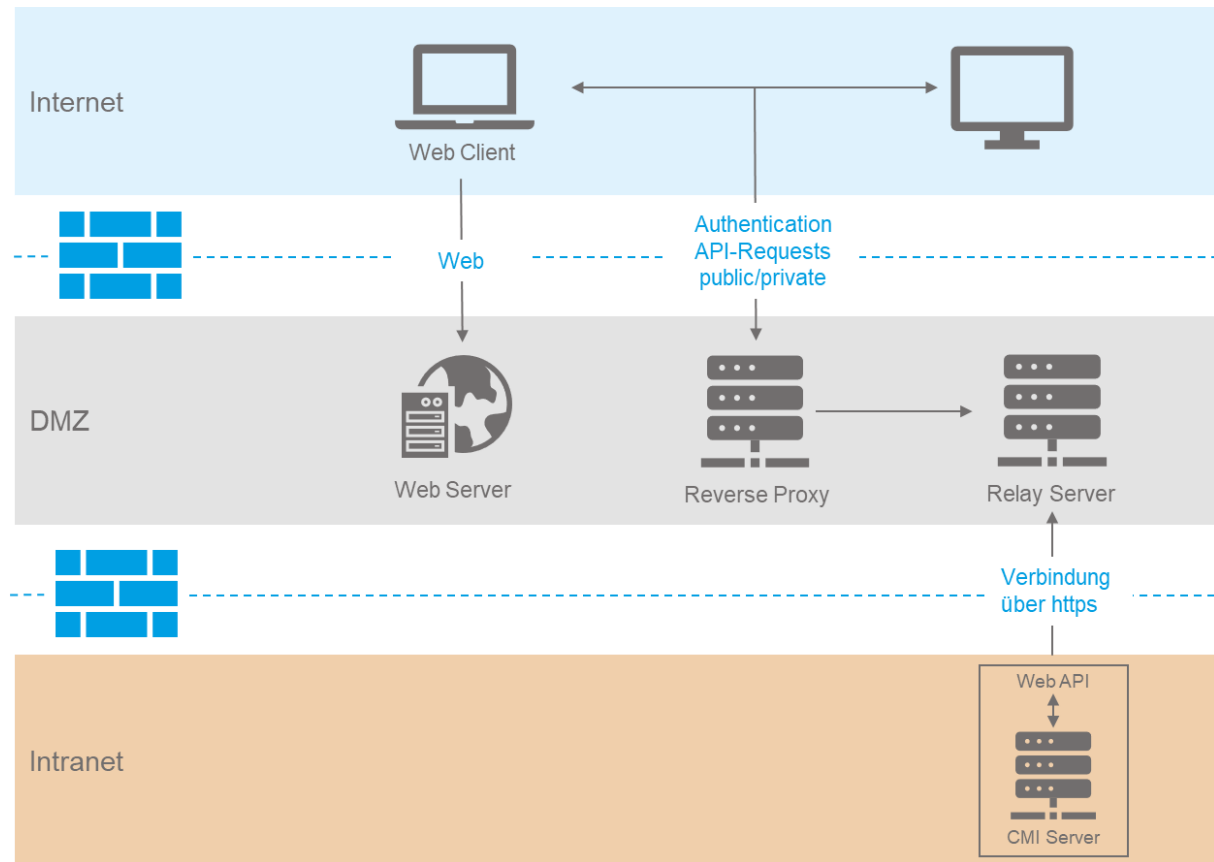 Internet
Web Client
Web
Authentication
API-Requests
public/private
DMZ
Web Server
Reverse Proxy
Relay Server
Verbindung
über https
Intranet
Web API
CMI Server